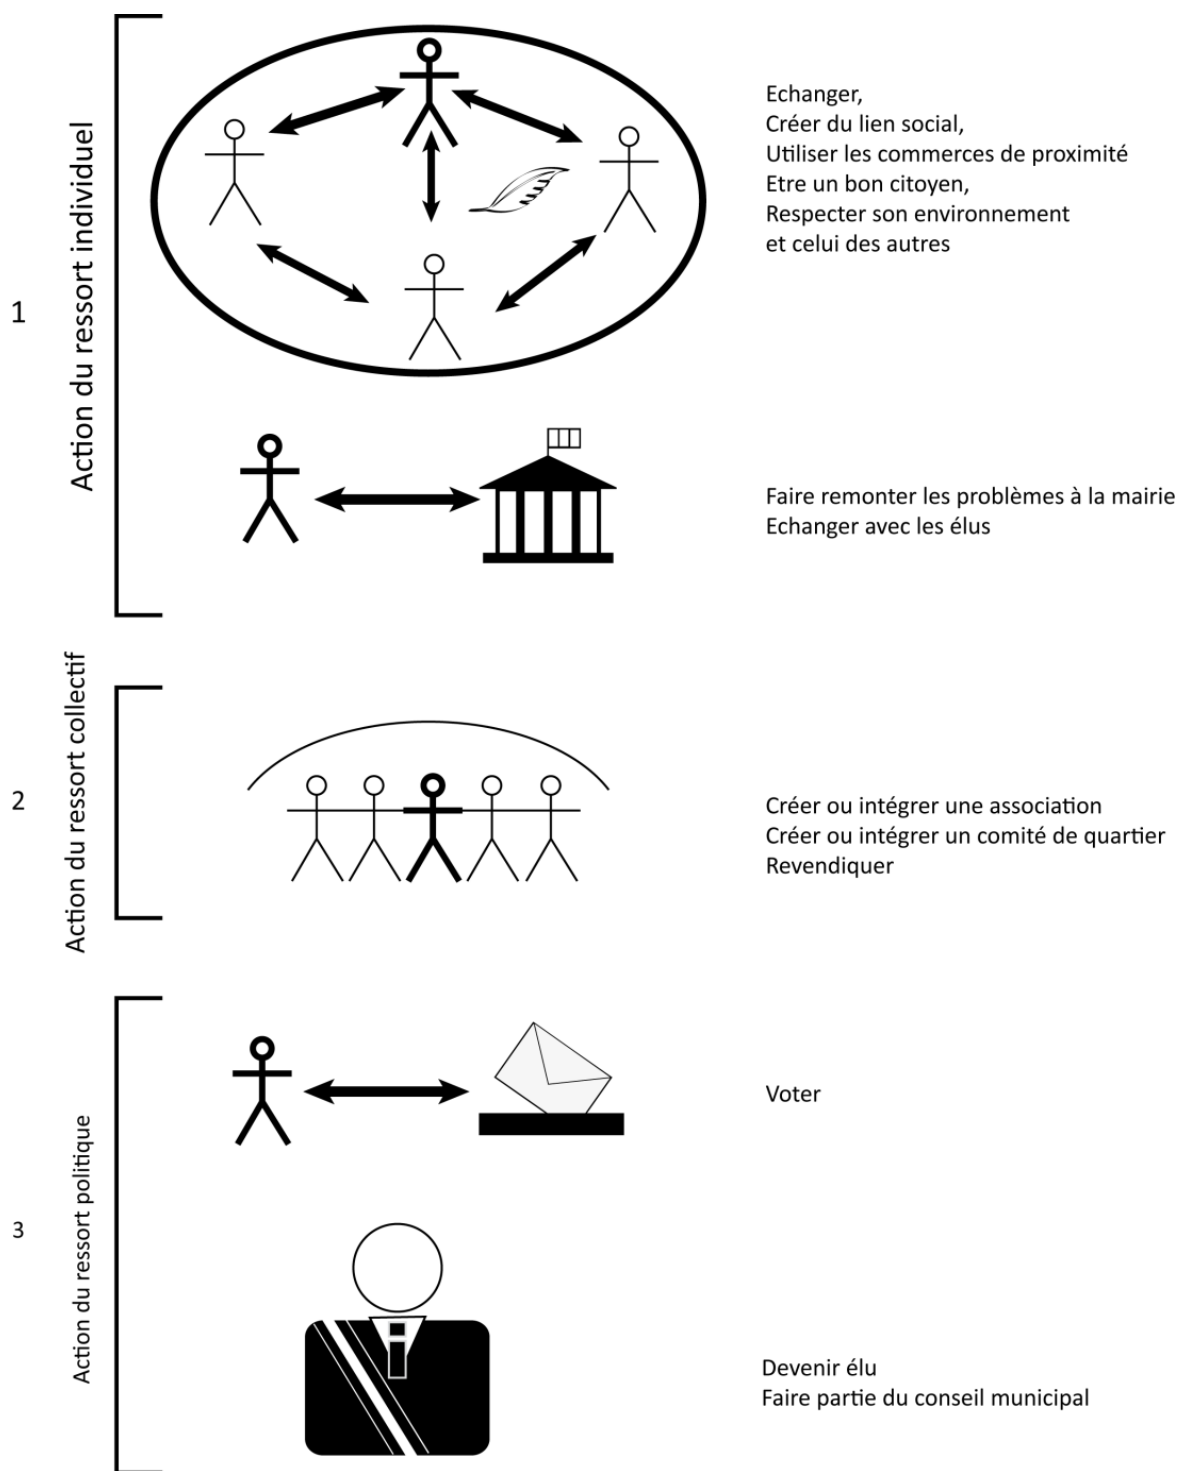 1
Action du ressort individuel
Echanger,
Créer du lien social,
Utiliser les commerces de proximité
Etre un bon citoyen,
Respecter son environnement
et celui des autres
Faire remonter les problèmes à la mairie
Echanger avec les élus
2
Action du ressort collectif
Créer ou intégrer une association
Créer ou intégrer un comité de quartier
Revendiquer
3
Action du ressort politique
Voter
Devenir élu
Faire partie du conseil municipal